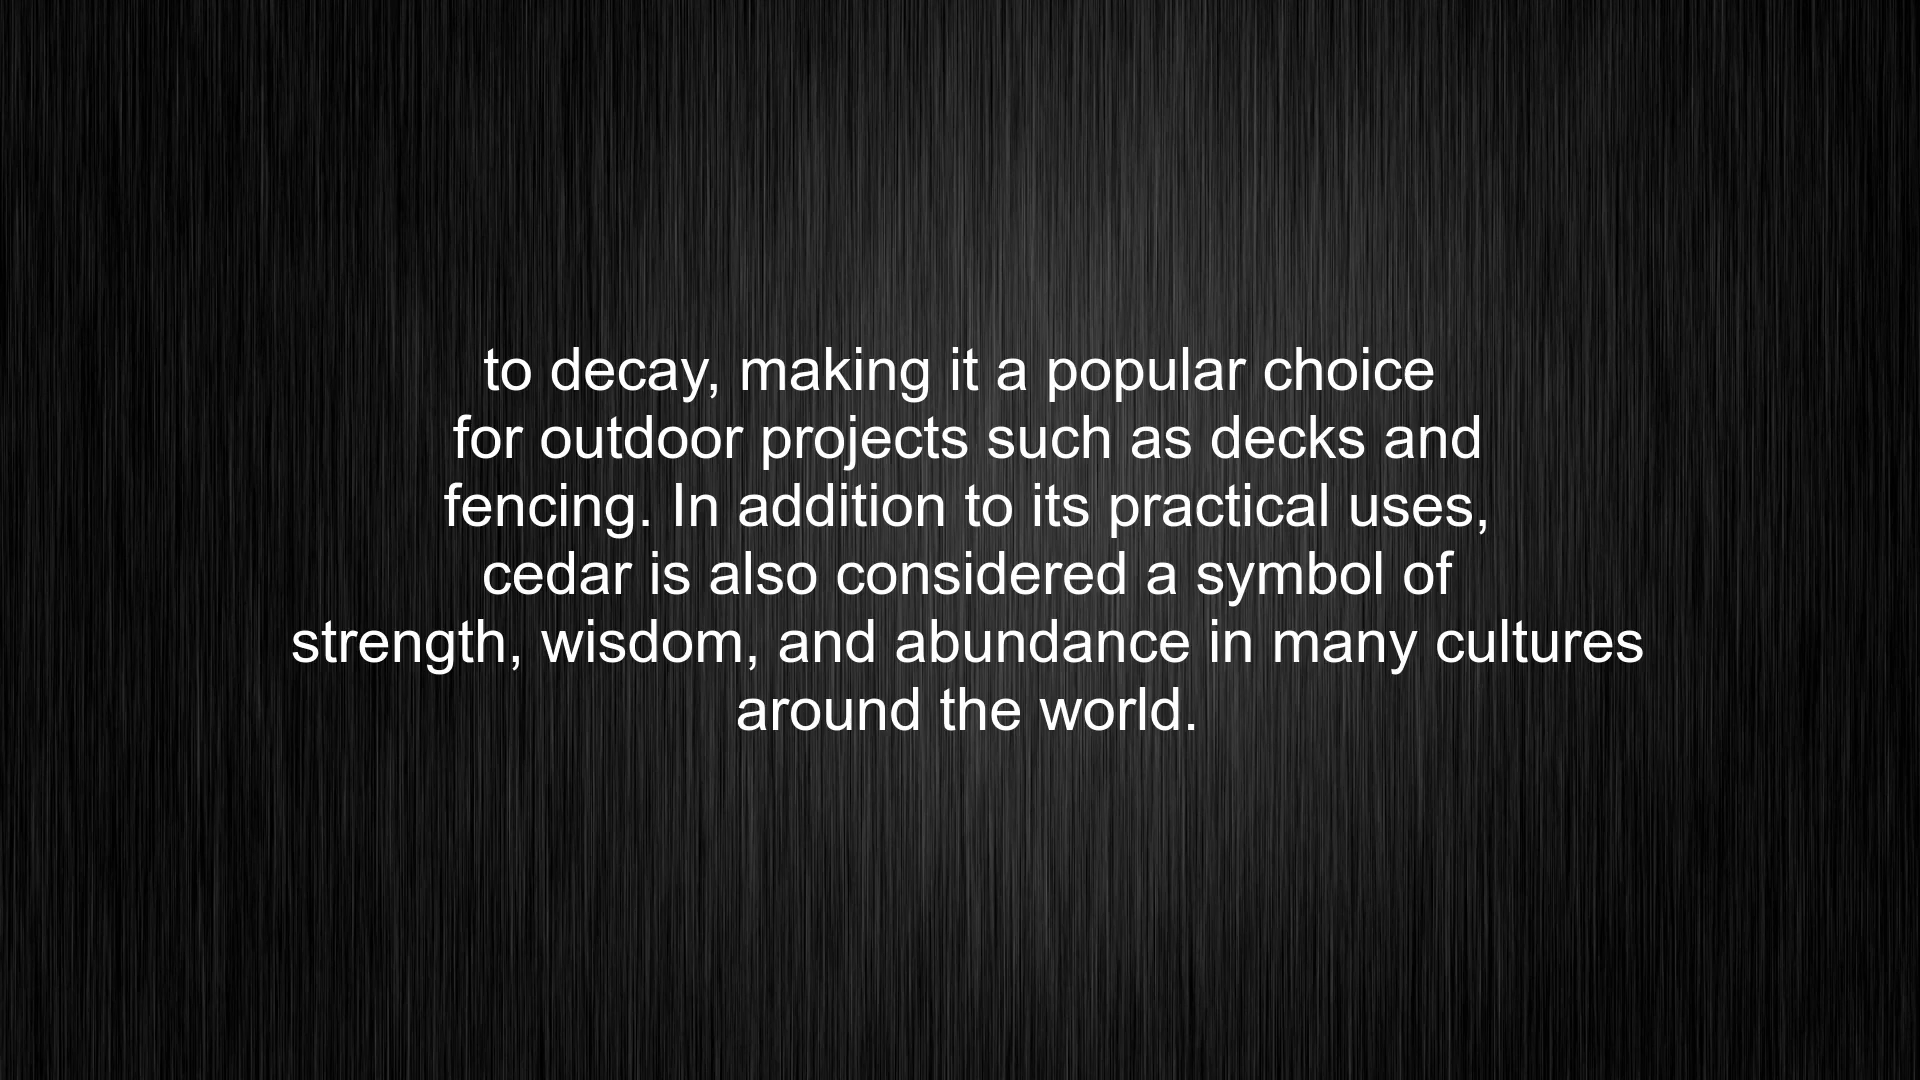 to decay, making it a popular choice
for outdoor projects such as decks and
fencing. In addition to its practical uses,
cedar is also considered a symbol of
strength, wisdom, and abundance in many cultures
around the world.